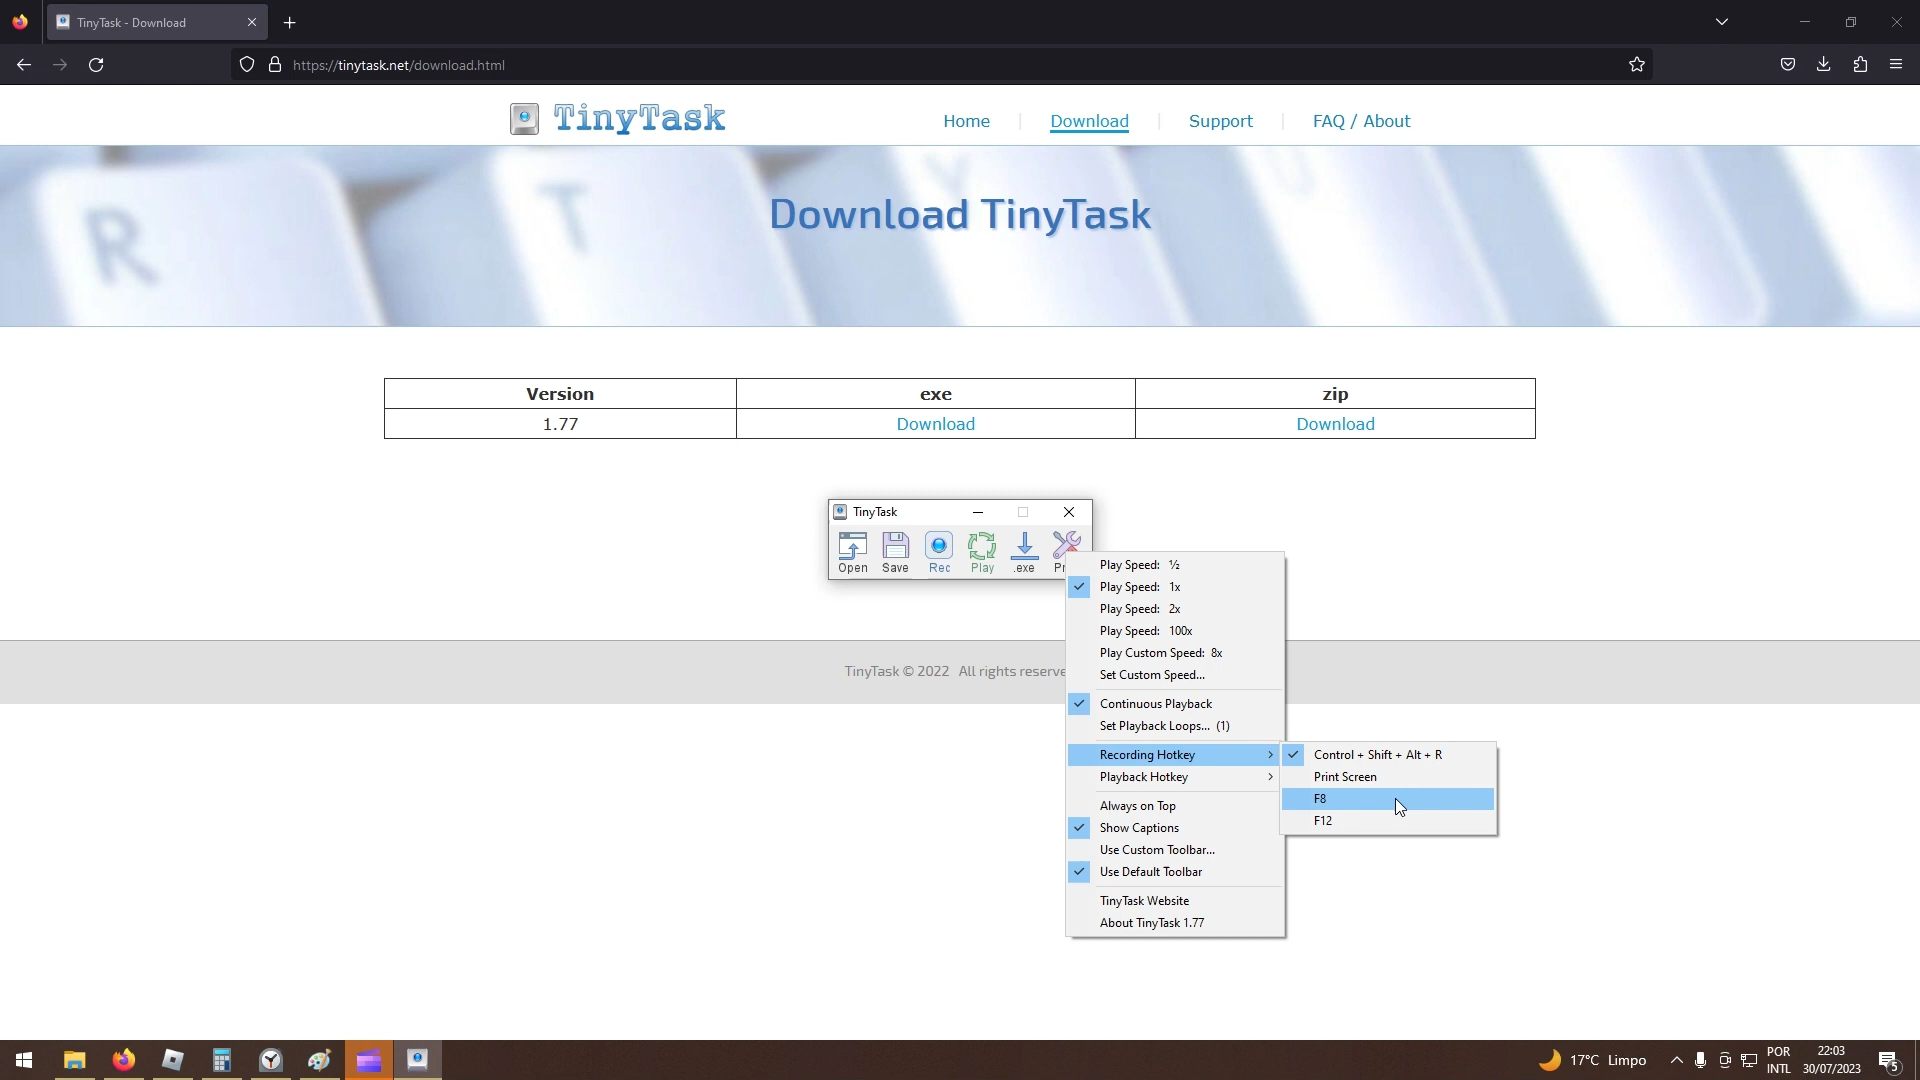 TinyTask - Download
https://tinytask.net/download.html
TinyTask
Home
Download
Support
FAQ / About
R
T
Download TinyTask
Version
exe
zip
1.77
Download
Download
TinyTask
Open
Save
Rec
Play
.exe
Play Speed: ½
Play Speed: 1x
Play Speed: 2x
Play Speed: 100x
Play Custom Speed: 8x
Set Custom Speed...
TinyTask © 2022 All rights reserve
Continuous Playback
Set Playback Loops... (1)
Recording Hotkey
Playback Hotkey
Control + Shift + Alt + R
Print Screen
F8
F12
Always on Top
Show Captions
Use Custom Toolbar...
Use Default Toolbar
TinyTask Website
About TinyTask 1.77
17°C Limpo
POR
INTL
22:03
30/07/2023
5